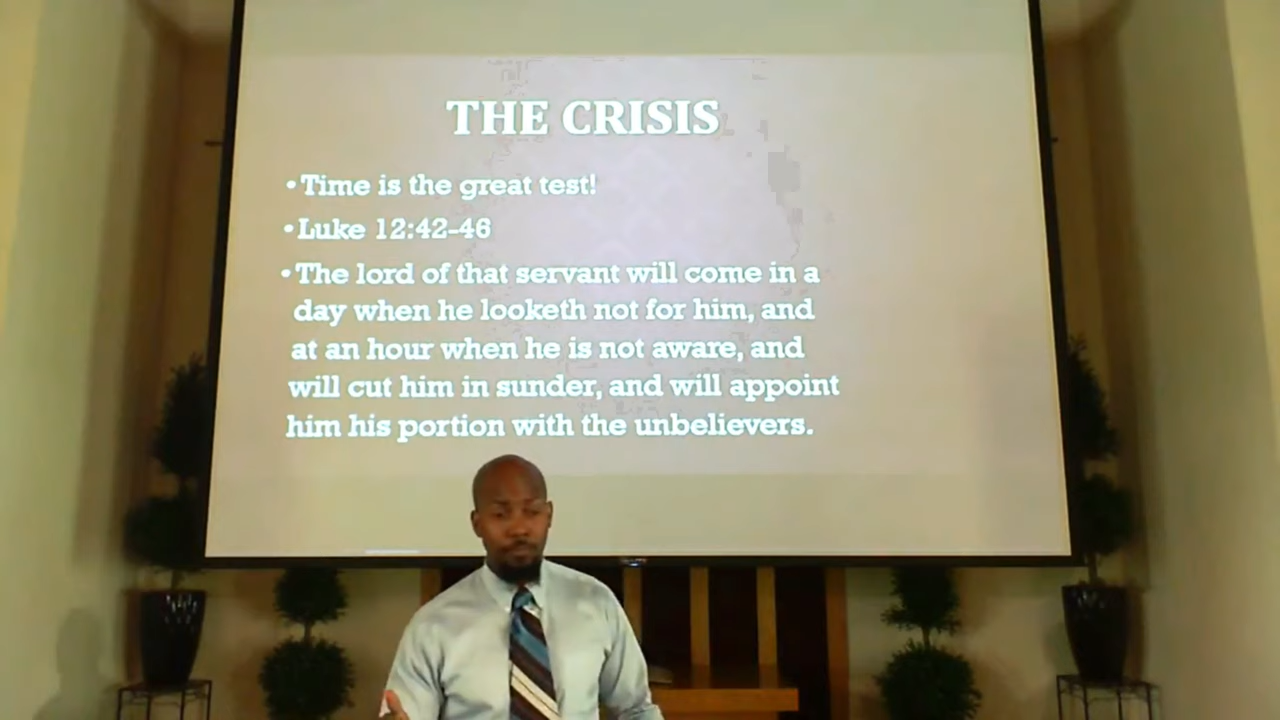 THE CRISIS
•Time is the great test!
•Luke 12:42-46
•The lord of that servant will come in a
day when he looketh not for him, and
at an hour when he is not aware, and
will cut him in sunder, and will appoint
him his portion with the unbelievers.